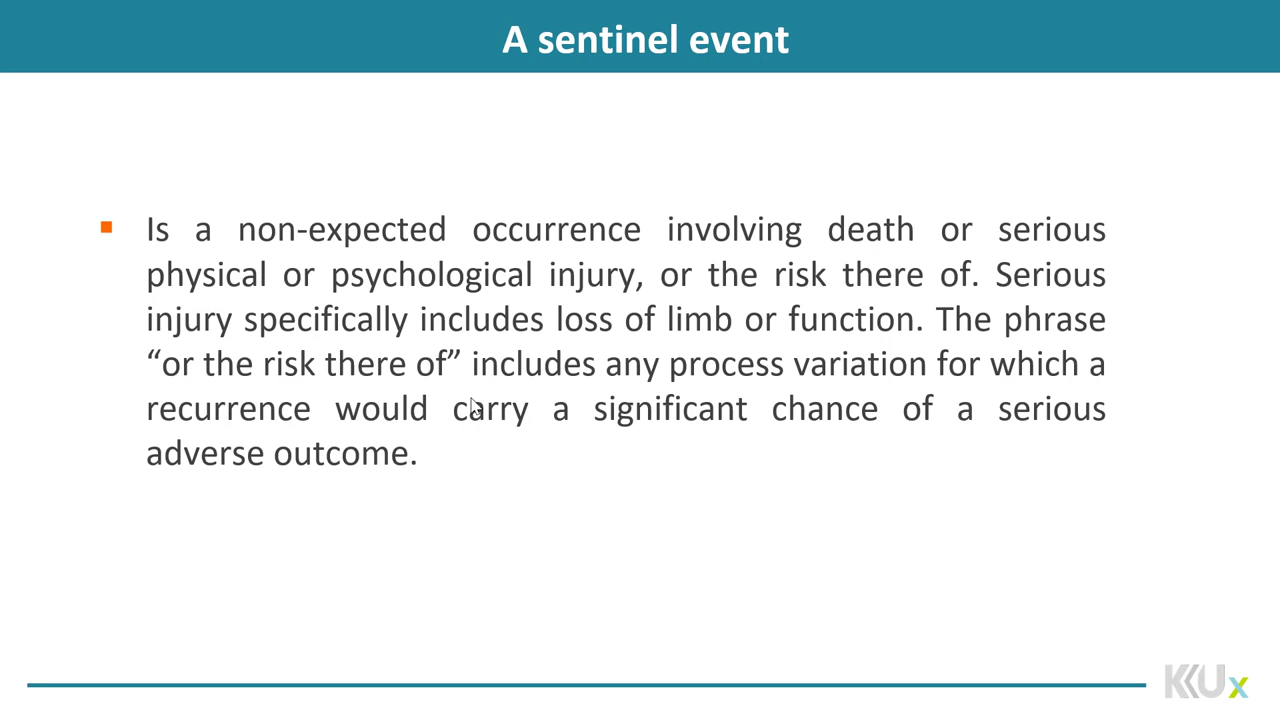 A sentinel event
▪ Is a non-expected occurrence involving death or serious
physical or psychological injury, or the risk there of. Serious
injury specifically includes loss of limb or function. The phrase
“or the risk there of” includes any process variation for which a
recurrence would carry a significant chance of a serious
adverse outcome.
KKUx